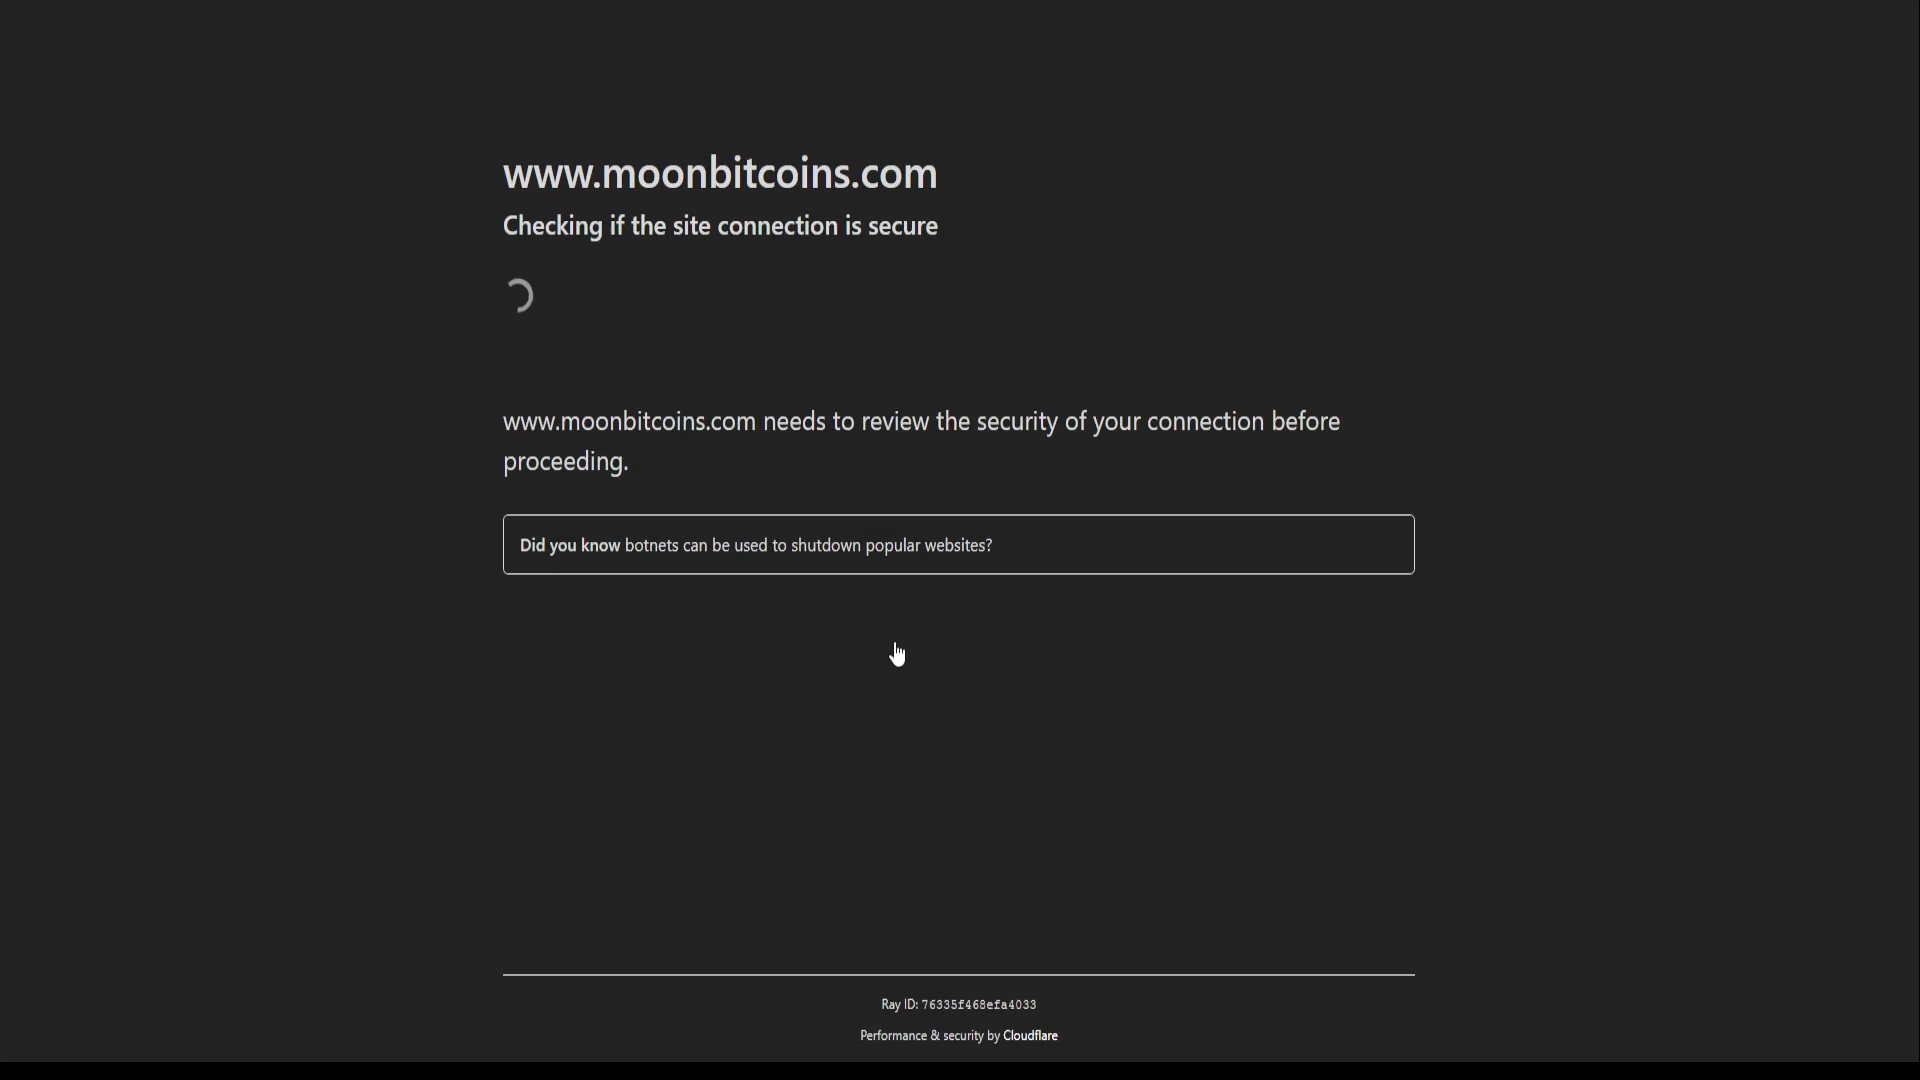 www.moonbitcoins.com
Checking if the site connection is secure
www.moonbitcoins.com needs to review the security of your connection before
proceeding.
Did you know botnets can be used to shutdown popular websites?
Ray ID: 76335f468efa4033
Performance & security by Cloudflare